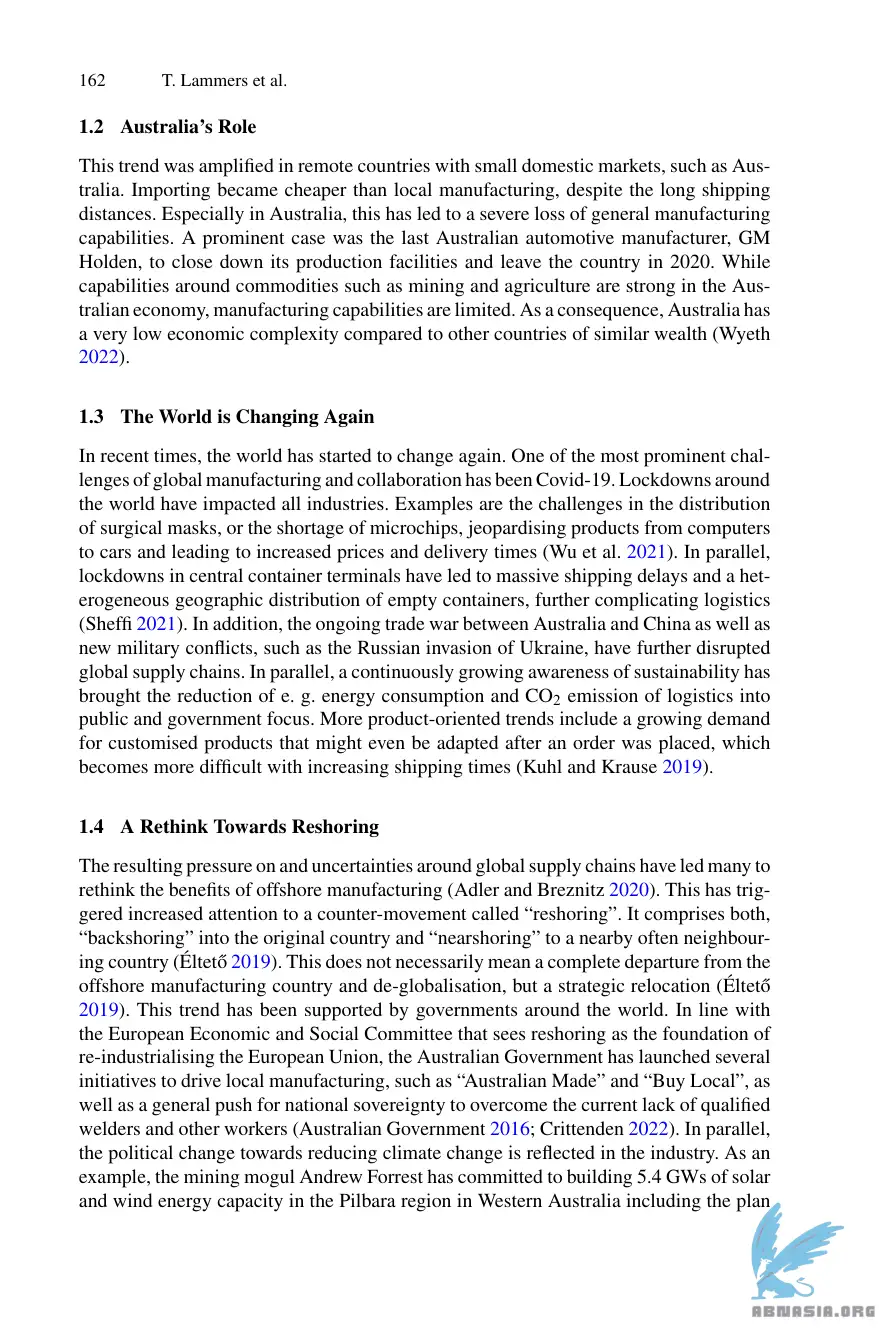 162 T. Lammers et al.
1.2 Australia’s Role
This trend was amplified in remote countries with small domestic markets, such as Aus-
tralia. Importing became cheaper than local manufacturing, despite the long shipping
distances. Especially in Australia, this has led to a severe loss of general manufacturing
capabilities. A prominent case was the last Australian automotive manufacturer, GM
Holden, to close down its production facilities and leave the country in 2020. While
capabilities around commodities such as mining and agriculture are strong in the Aus-
tralian economy, manufacturing capabilities are limited. As a consequence, Australia has
a very low economic complexity compared to other countries of similar wealth (Wyeth
2022).
1.3 The World is Changing Again
In recent times, the world has started to change again. One of the most prominent chal-
lenges of global manufacturing and collaboration has been Covid-19. Lockdowns around
the world have impacted all industries. Examples are the challenges in the distribution
of surgical masks, or the shortage of microchips, jeopardising products from computers
to cars and leading to increased prices and delivery times (Wu et al. 2021). In parallel,
lockdowns in central container terminals have led to massive shipping delays and a het-
erogeneous geographic distribution of empty containers, further complicating logistics
(Sheffi 2021). In addition, the ongoing trade war between Australia and China as well as
new military conflicts, such as the Russian invasion of Ukraine, have further disrupted
global supply chains. In parallel, a continuously growing awareness of sustainability has
brought the reduction of e. g. energy consumption and CO₂ emission of logistics into
public and government focus. More product-oriented trends include a growing demand
for customised products that might even be adapted after an order was placed, which
becomes more difficult with increasing shipping times (Kuhl and Krause 2019).
1.4 A Rethink Towards Reshoring
The resulting pressure on and uncertainties around global supply chains have led many to
rethink the benefits of offshore manufacturing (Adler and Breznitz 2020). This has trig-
gered increased attention to a counter-movement called “reshoring”. It comprises both,
“backshoring” into the original country and “nearshoring” to a nearby often neighbour-
ing country (Éltető 2019). This does not necessarily mean a complete departure from the
offshore manufacturing country and de-globalisation, but a strategic relocation (Éltető
2019). This trend has been supported by governments around the world. In line with
the European Economic and Social Committee that sees reshoring as the foundation of
re-industrialising the European Union, the Australian Government has launched several
initiatives to drive local manufacturing, such as “Australian Made” and “Buy Local”, as
well as a general push for national sovereignty to overcome the current lack of qualified
welders and other workers (Australian Government 2016; Crittenden 2022). In parallel,
the political change towards reducing climate change is reflected in the industry. As an
example, the mining mogul Andrew Forrest has committed to building 5.4 GWs of solar
and wind energy capacity in the Pilbara region in Western Australia including the plan
ABNASIA.ORG